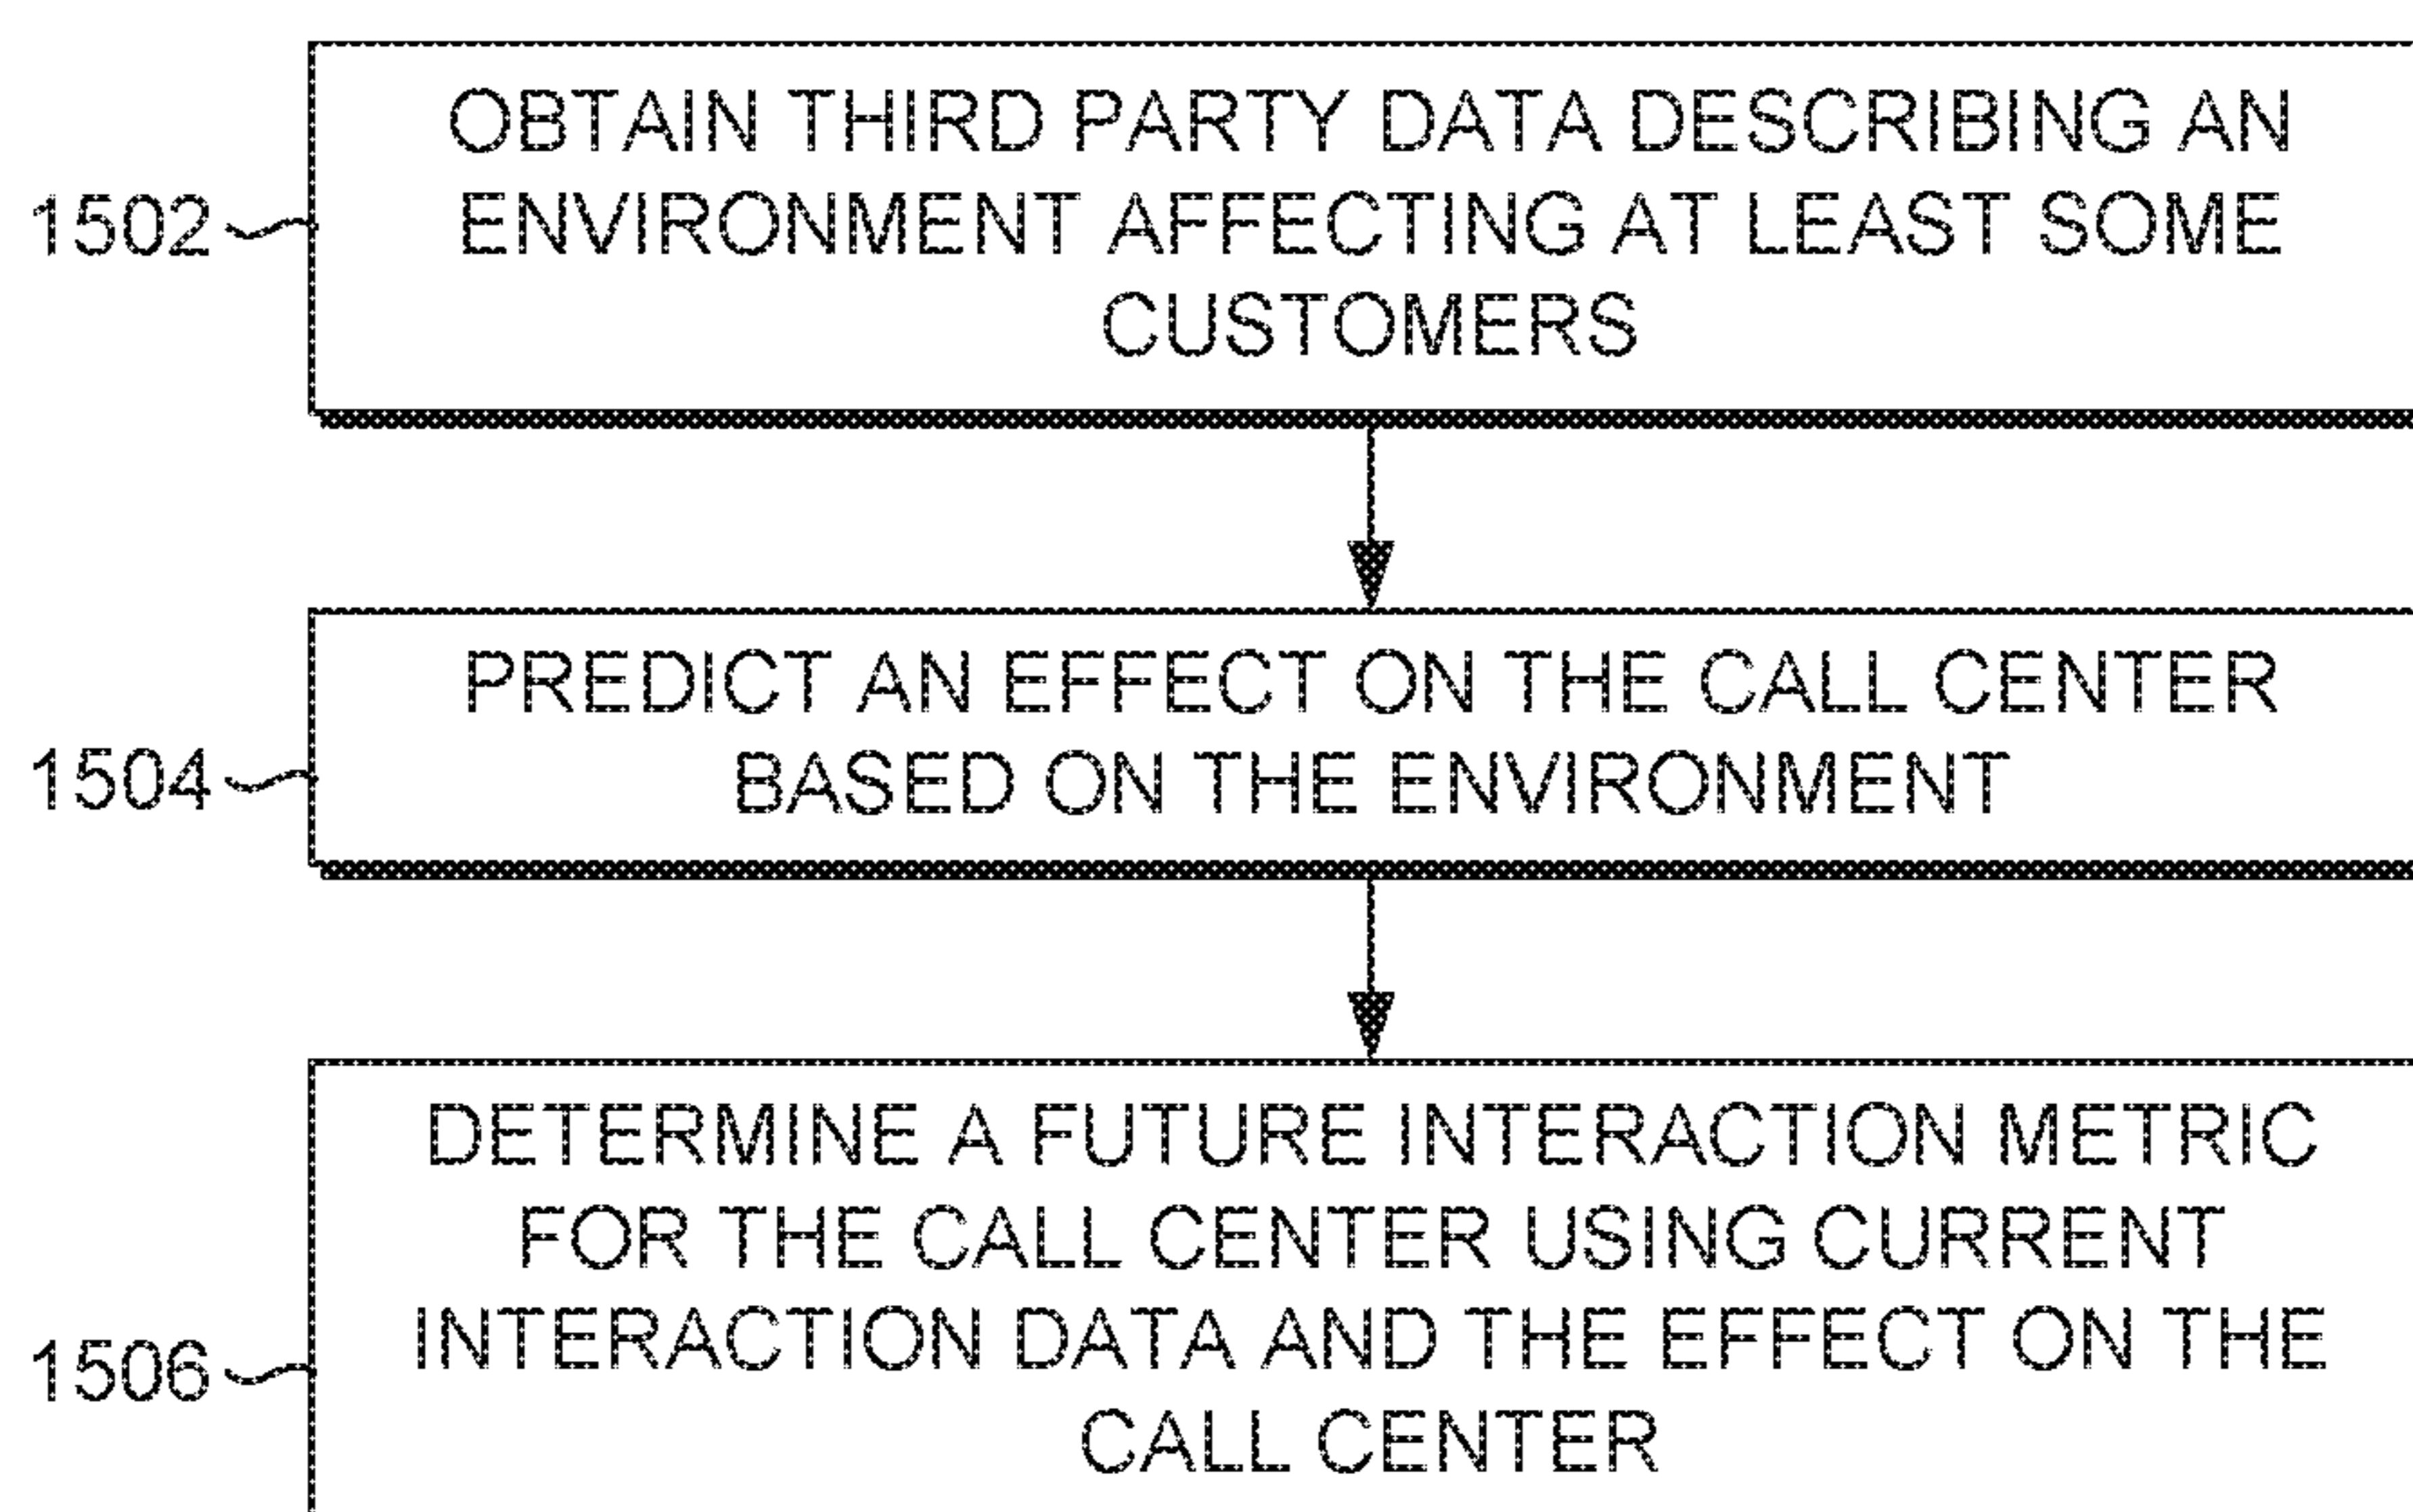 OBTAIN THIRD PARTY DATA DESCRIBING AN
ENVIRONMENT AFFECTING AT LEAST SOME
CUSTOMERS
1502
PREDICT AN EFFECT ON THE CALL CENTER
BASED ON THE ENVIRONMENT
1504
DETERMINE A FUTURE INTERACTION METRIC
FOR THE CALL CENTER USING CURRENT
INTERACTION DATA AND THE EFFECT ON THE
CALL CENTER
1506